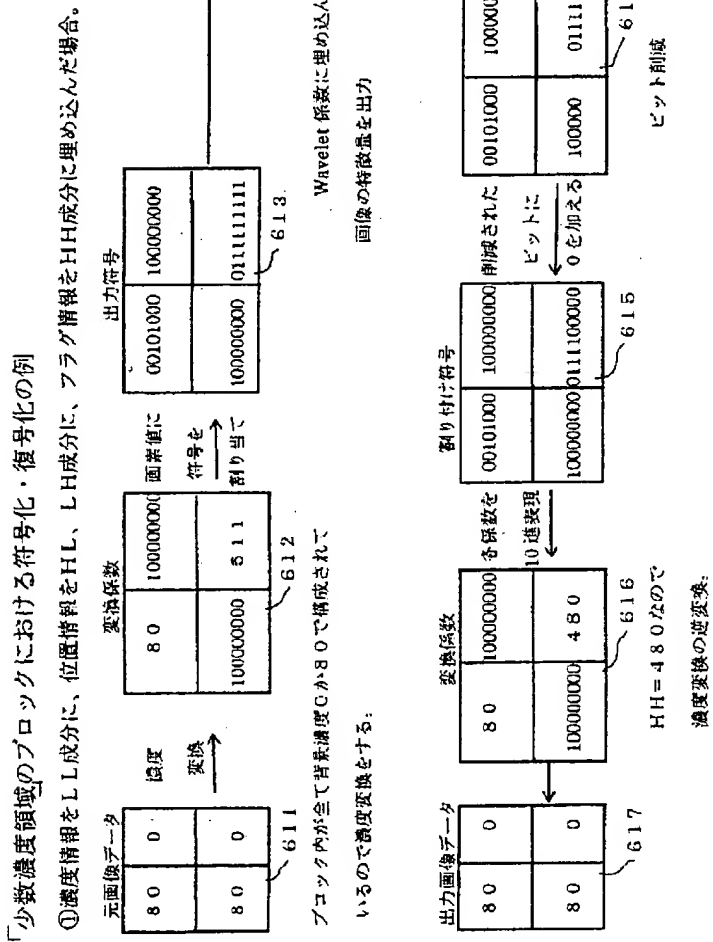 「少数濃度領域」のブロックにおける符号化・復号化の例
①濃度情報をLL成分に、位置情報をHL、LH成分に、フラグ情報をHH成分に埋め込んだ場合。
元画像データ
80 0
80 0
611
濃度
変換
変換係数
80 100000000
100000000 511
612
画素値に
符号を
割り当て
出力符号
00101000 100000000
100000000 0111111111
613
ブロック内が全て背景濃度0か80で構成されて
いるので濃度変換をする。
Wavelet 係数に埋め込ん
画像の特徴量を出力
出力画像データ
80 0
80 0
617
変換係数
80 100000000
100000000 480
616
各係数を
10進表現
割り付け符号
00101000 100000000
100000000 0111100000
615
削減された
ビットに
0を加える
00101000 100000
100000 01111
61
ビット削減
HH=480なので
濃度変換の逆変換。